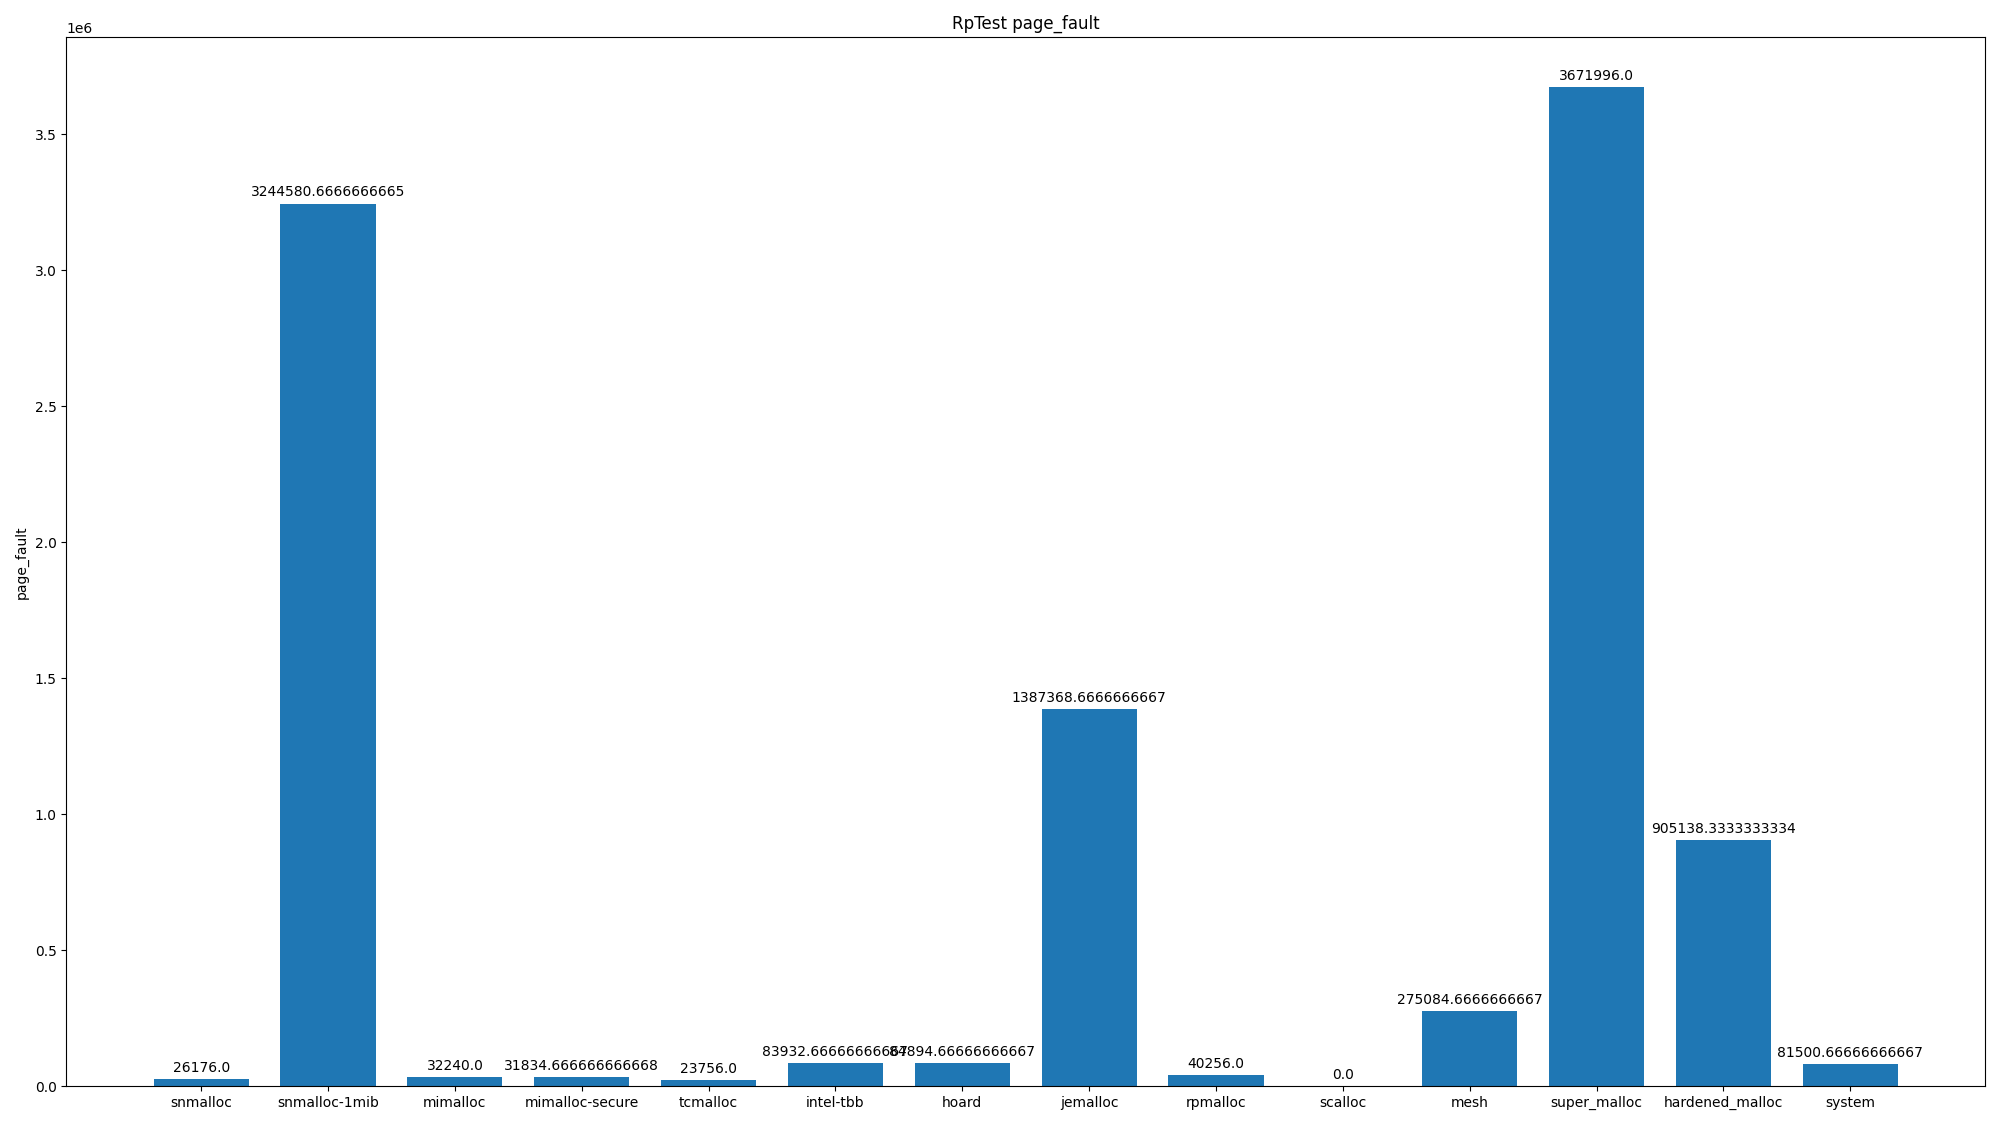 RpTest page_fault
1e6
3671996.0
3.5
3244580.6666666665
3.0
2.5
2.0
page_fault
1.5
1387368.6666666667
1.0
905138.3333333334
0.5
275084.6666666667
26176.0
32240.0
31834.666666666668
23756.0
40256.0
0.0
81500.66666666667
0.0
snmalloc
snmalloc-1mib
mimalloc
mimalloc-secure
tcmalloc
intel-tbb
hoard
jemalloc
rpmalloc
scalloc
mesh
super_malloc
hardened_malloc
system